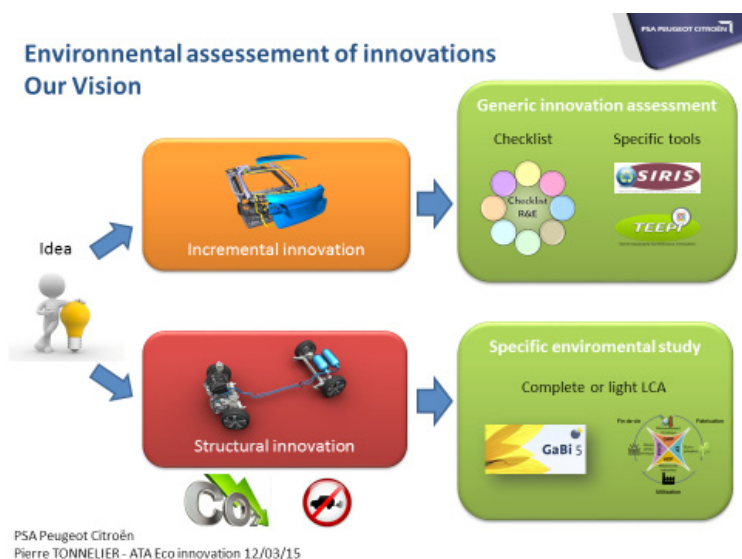 PSA PEUGEOT CITROËN
Environnental assessement of innovations
Our Vision
Generic innovation assessment
Checklist
Specific tools
SIRIS
Checklist
R&E
TEEPI
Idea
Incremental innovation
Specific enviromental study
Complete or light LCA
Fin de vie
Fabrication
GaBi 5
Utilisation
Structural innovation
CO2
PSA Peugeot Citroën
Pierre TONNELIER - ATA Eco innovation 12/03/15